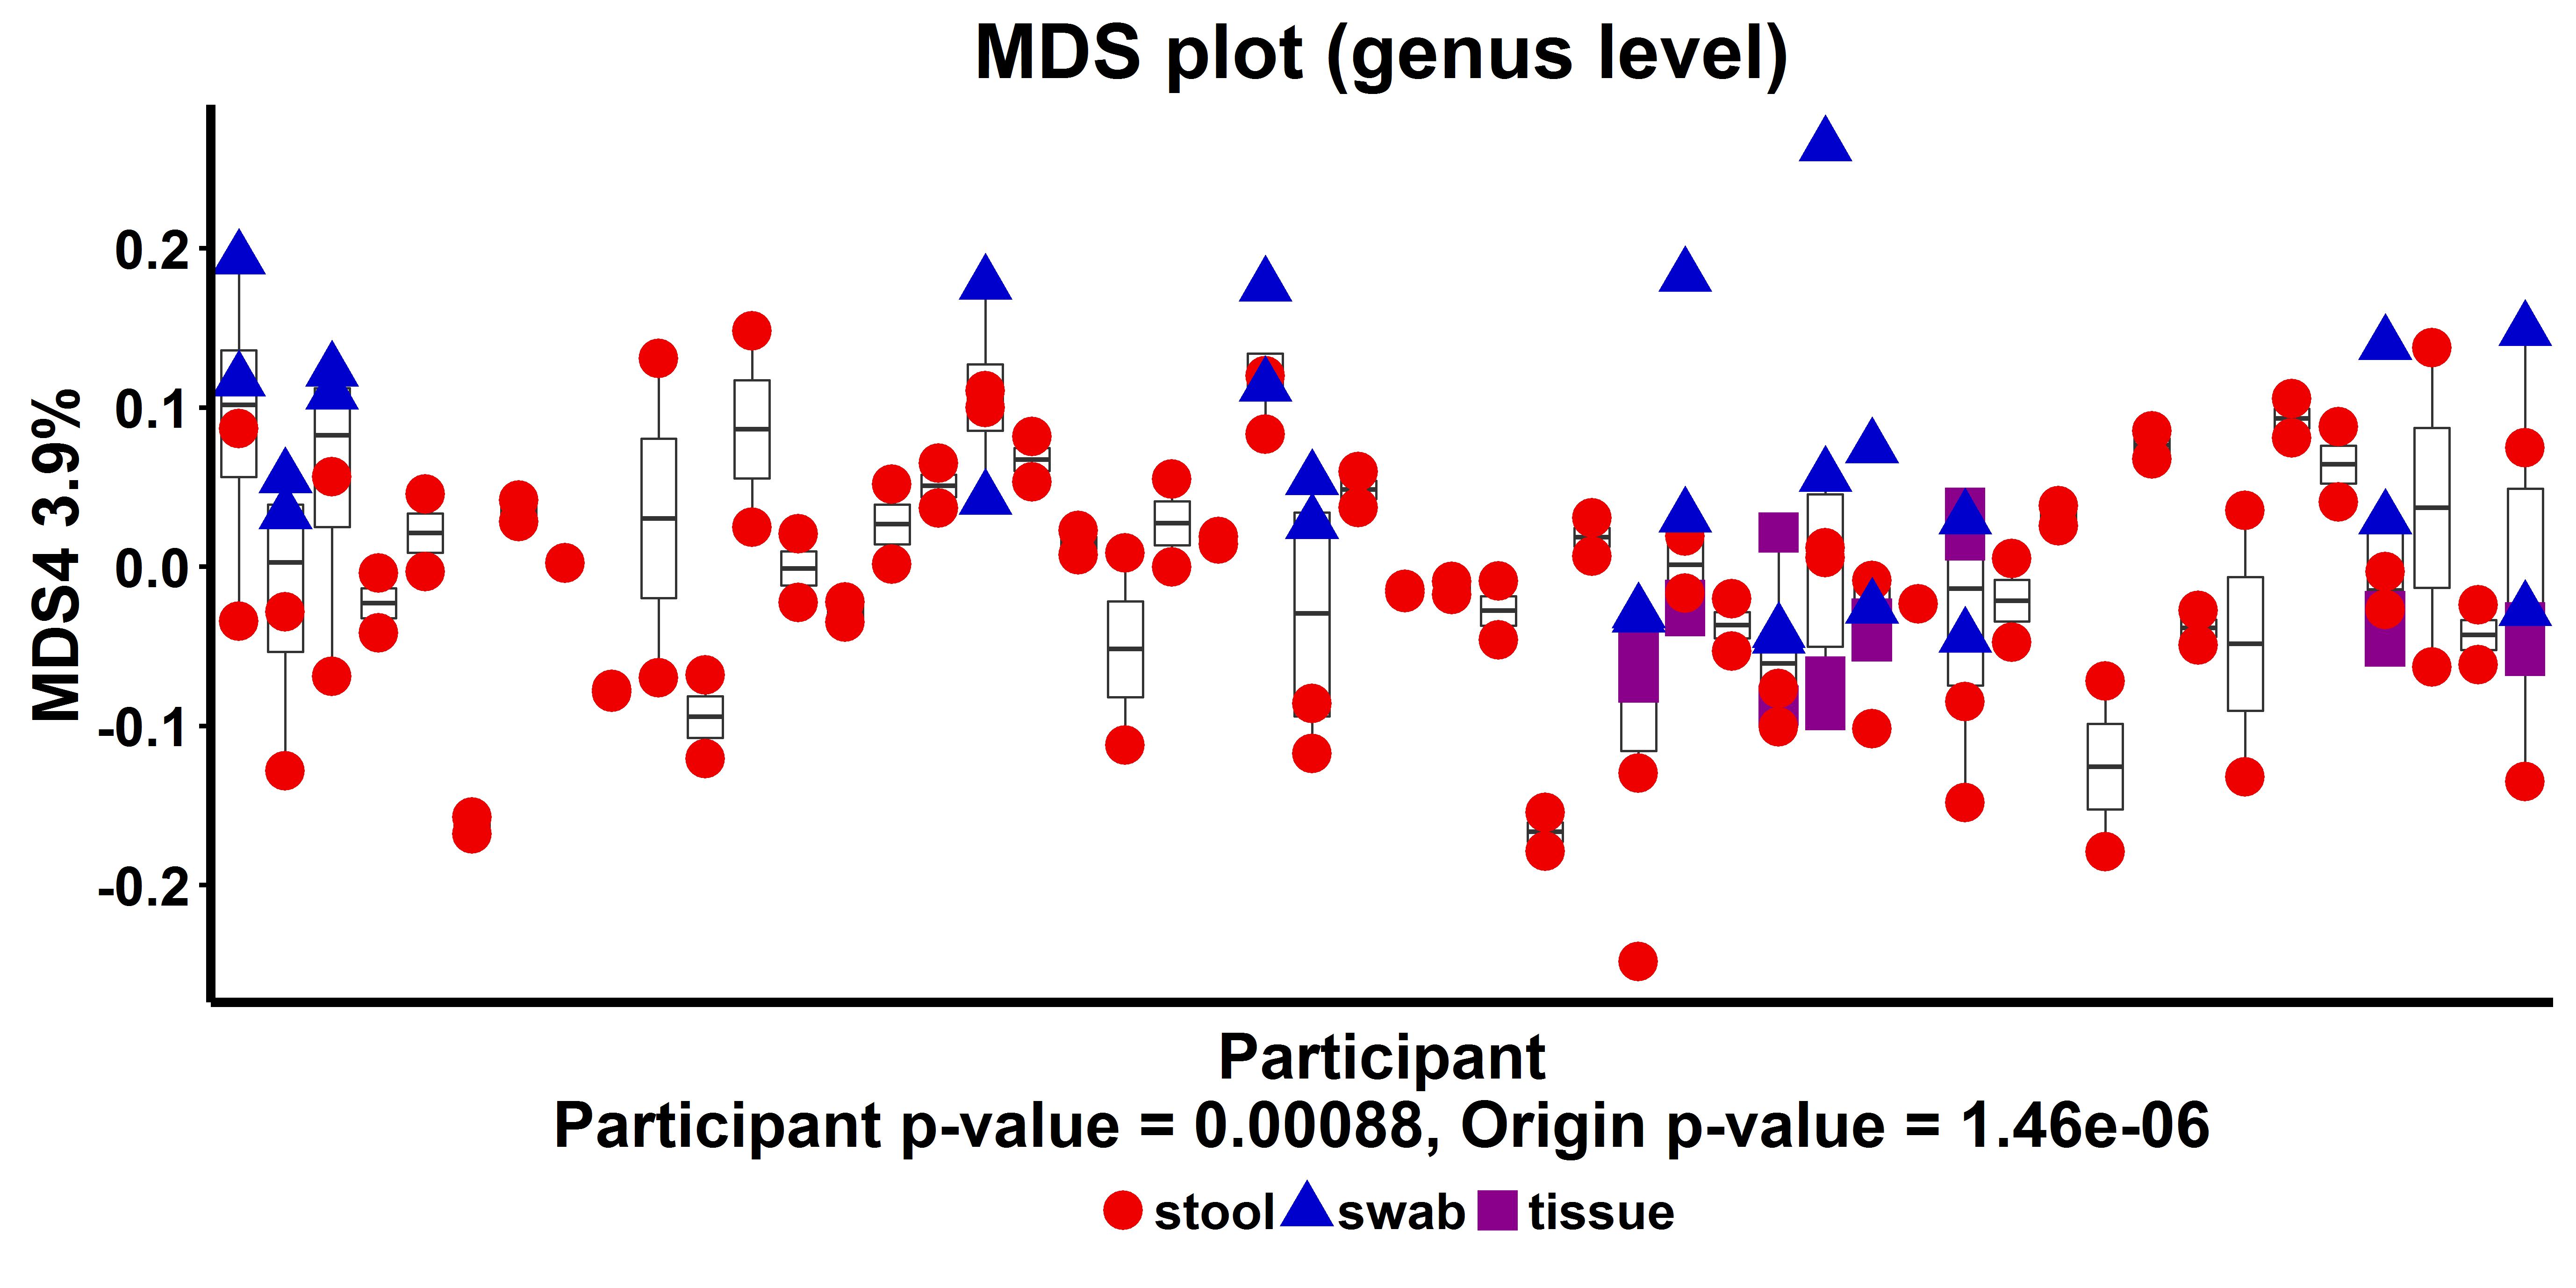 MDS plot (genus level)
MDS4 3.9%
0.2
0.1
0.0
-0.1
-0.2
Participant
Participant p-value = 0.00088, Origin p-value = 1.46e-06
stool swab tissue